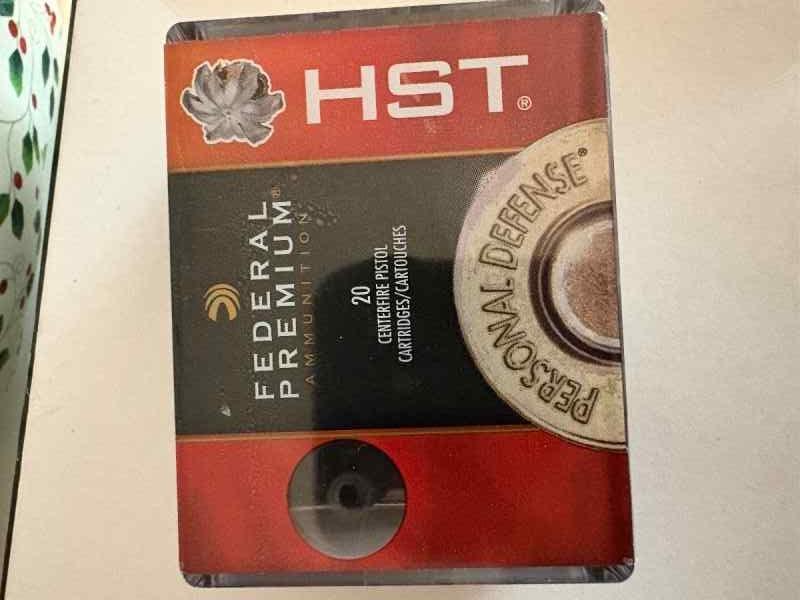 HST®
FEDERAL
PREMIUM®
AMMUNITION
20
CENTERFIRE PISTOL
CARTRIDGES/CARTOUCHES
PERSONAL DEFENSE®